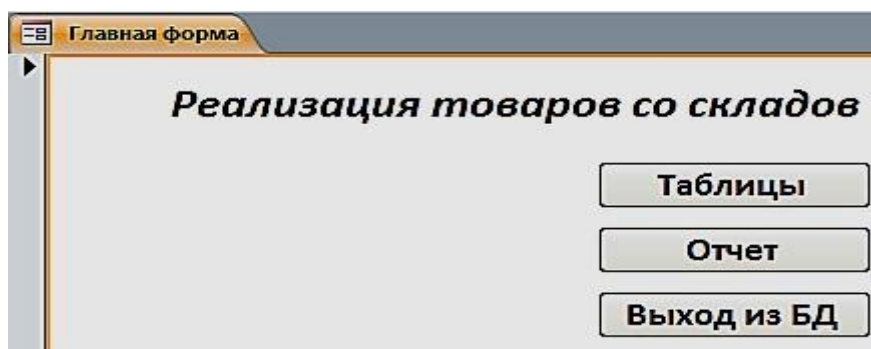 Главная форма
Реализация товаров со складов
Таблицы
Отчет
Выход из БД